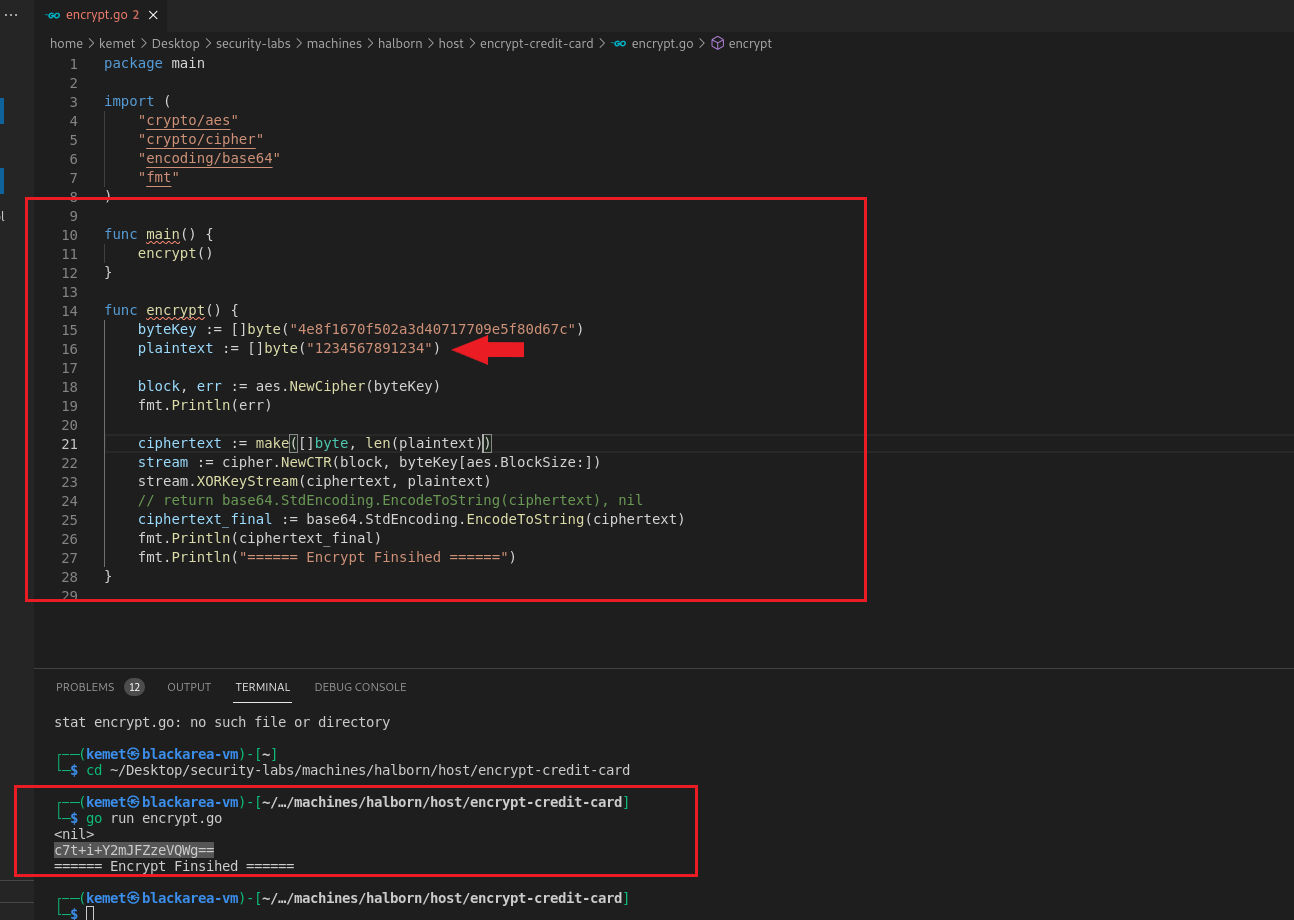 ··· GO encrypt.go 2 ×
home > kemet > Desktop > security-labs > machines > halborn > host > encrypt-credit-card > GO encrypt.go > encrypt
1 package main
2
3 import (
4 "crypto/aes"
5 "crypto/cipher"
6 "encoding/base64"
7 "fmt"
8 )
9
10 func main() {
11 encrypt()
12 }
13
14 func encrypt() {
15 byteKey := []byte("4e8f1670f502a3d40717709e5f80d67c")
16 plaintext := []byte("1234567891234")
17
18 block, err := aes.NewCipher(byteKey)
19 fmt.Println(err)
20
21 ciphertext := make([]byte, len(plaintext))
22 stream := cipher.NewCTR(block, byteKey[aes.BlockSize:])
23 stream.XORKeyStream(ciphertext, plaintext)
24 // return base64.StdEncoding.EncodeToString(ciphertext), nil
25 ciphertext_final := base64.StdEncoding.EncodeToString(ciphertext)
26 fmt.Println(ciphertext_final)
27 fmt.Println("====== Encrypt Finsihed ======")
28 }
29
PROBLEMS 12 OUTPUT TERMINAL DEBUG CONSOLE
stat encrypt.go: no such file or directory
┌──(kemet㉿blackarea-vm)-[~]
└─$ cd ~/Desktop/security-labs/machines/halborn/host/encrypt-credit-card
┌──(kemet㉿blackarea-vm)-[~/…/machines/halborn/host/encrypt-credit-card]
└─$ go run encrypt.go
<nil>
c7t+i+Y2mJFZzeVQWg==
====== Encrypt Finsihed ======
┌──(kemet㉿blackarea-vm)-[~/…/machines/halborn/host/encrypt-credit-card]
└─$